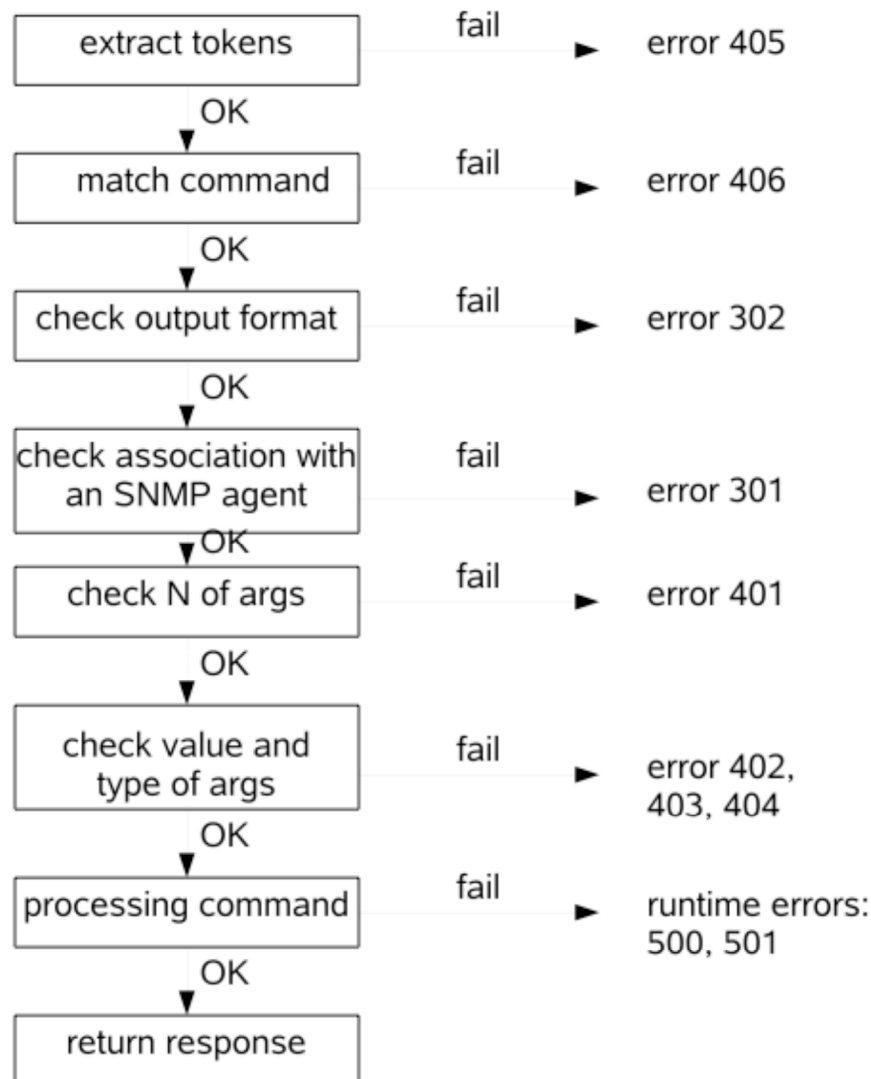 extract tokens
fail
error 405
OK
match command
fail
error 406
OK
check output format
fail
error 302
OK
check association with
an SNMP agent
fail
error 301
OK
check N of args
fail
error 401
OK
check value and
type of args
fail
error 402,
403, 404
OK
processing command
fail
runtime errors:
500, 501
OK
return response